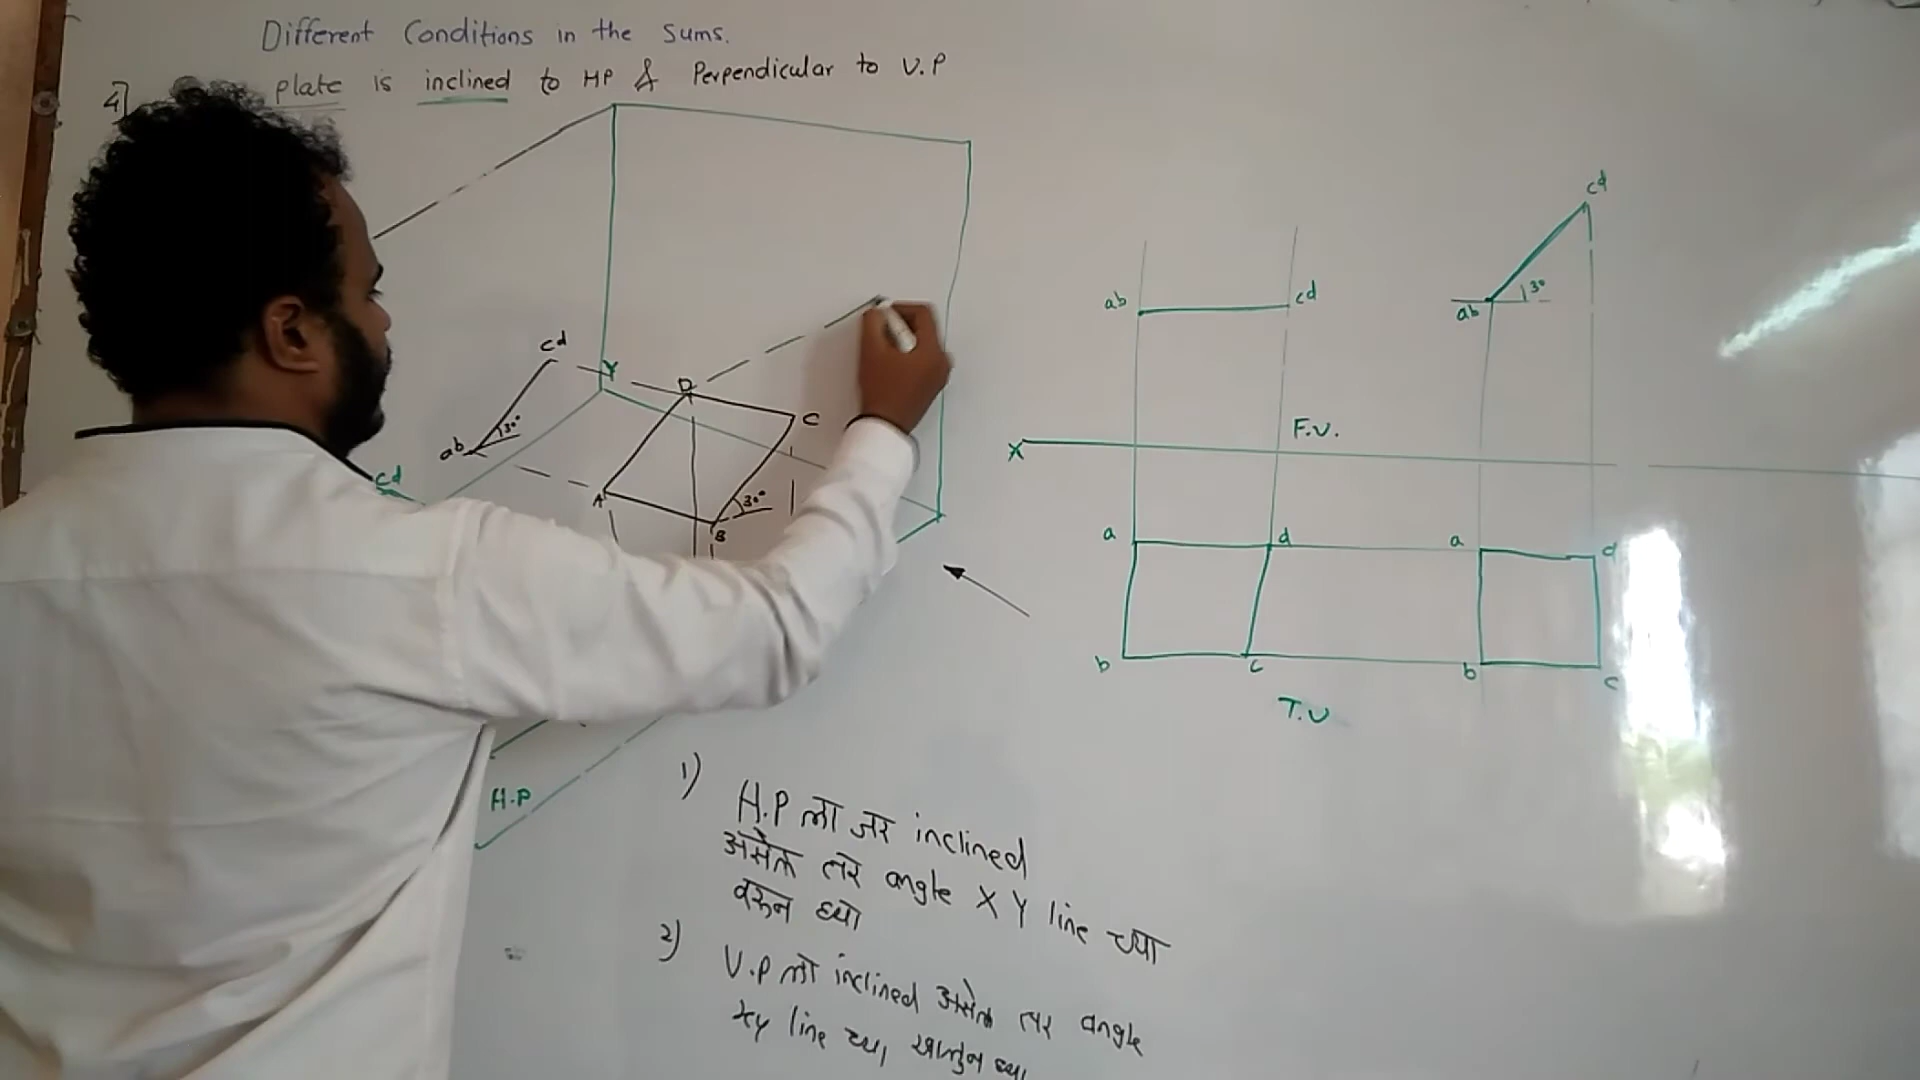 Different Conditions in the Sums.
4] plate is inclined to HP & Perpendicular to V.P
cd
Y
D
C
ab
30°
cd
A
30°
B
H.P
cd
ab
cd
30
ab
F.V.
X
a
d
a
d
b
c
b
c
T.V
1) H.P ला जर inclined
असेल तर angle X Y line च्या
वरून घ्या
2) V.P ला inclined असेल तर angle
xy line च्या खालून घ्या